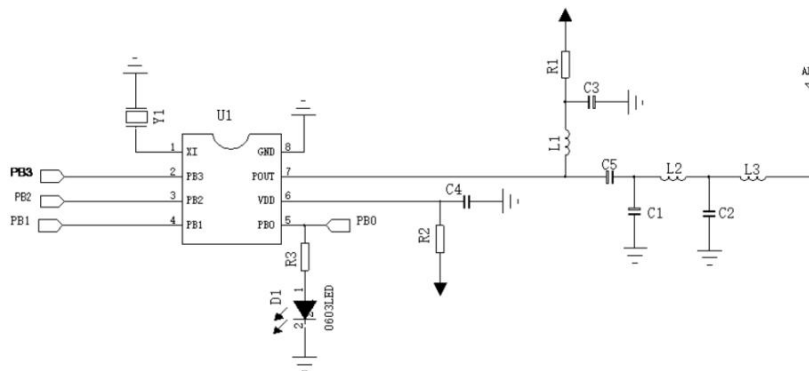 R1
C3
U1
Y1
1 XI GND 8
L1
PB3 2 PB3 POUT 7
C5 L2 L3
PB2 3 PB2 VDD 6
C4
PB1 4 PB1 PB0 5 PB0
C1 C2
R2
R3
D1 1
2
0603LED